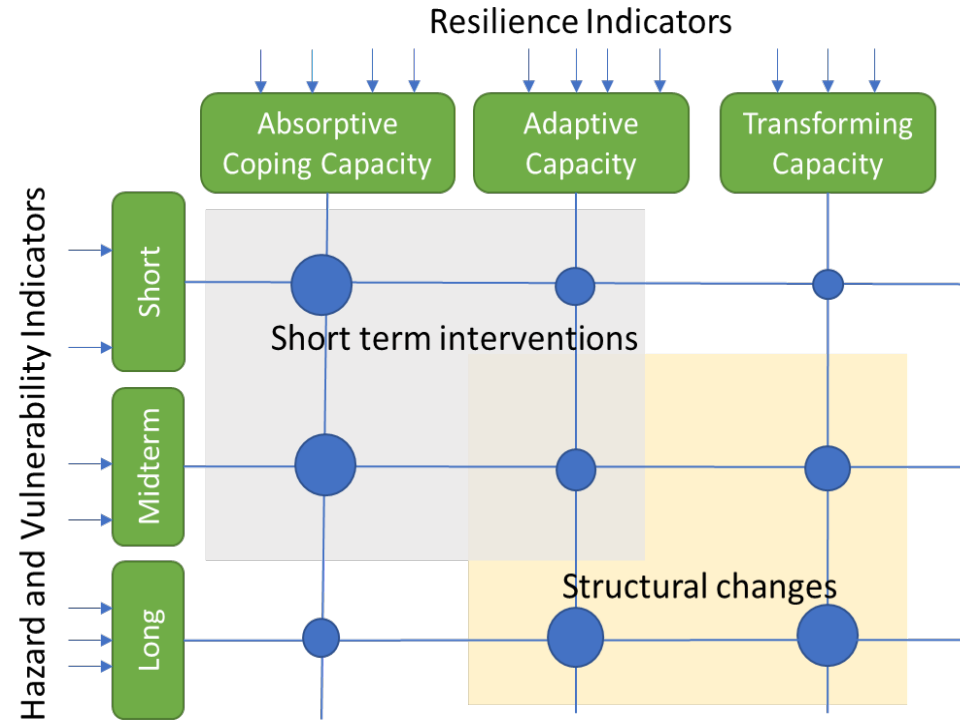 Resilience Indicators
Absorptive
Coping Capacity
Adaptive
Capacity
Transforming
Capacity
Hazard and Vulnerability Indicators
Short
Short term interventions
Midterm
Structural changes
Long